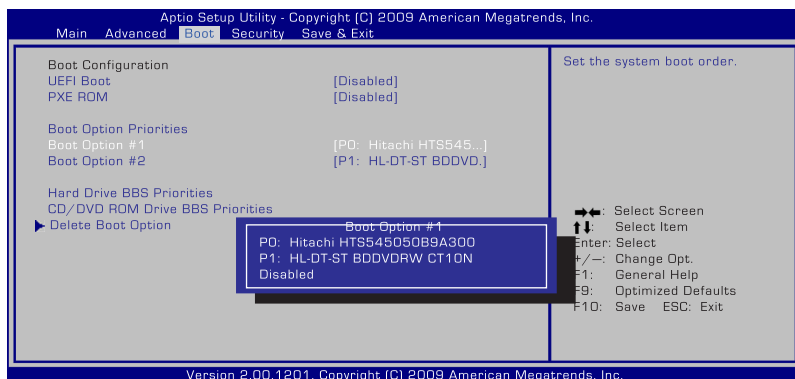 Aptio Setup Utility - Copyright (C) 2009 American Megatrends, Inc.
Main Advanced Boot Security Save & Exit
Boot Configuration
UEFI Boot [Disabled]
PXE ROM [Disabled]
Boot Option Priorities
Boot Option #1 [P0: Hitachi HTS545...]
Boot Option #2 [P1: HL-DT-ST BDDVD.]
Hard Drive BBS Priorities
CD/DVD ROM Drive BBS Priorities
Delete Boot Option
Boot Option #1
P0: Hitachi HTS545050B9A300
P1: HL-DT-ST BDDVDRW CT10N
Disabled
Set the system boot order.
→←: Select Screen
↑↓: Select Item
Enter: Select
+/—: Change Opt.
F1: General Help
F9: Optimized Defaults
F10: Save ESC: Exit
Version 2.00.1201. Copyright (C) 2009 American Megatrends, Inc.